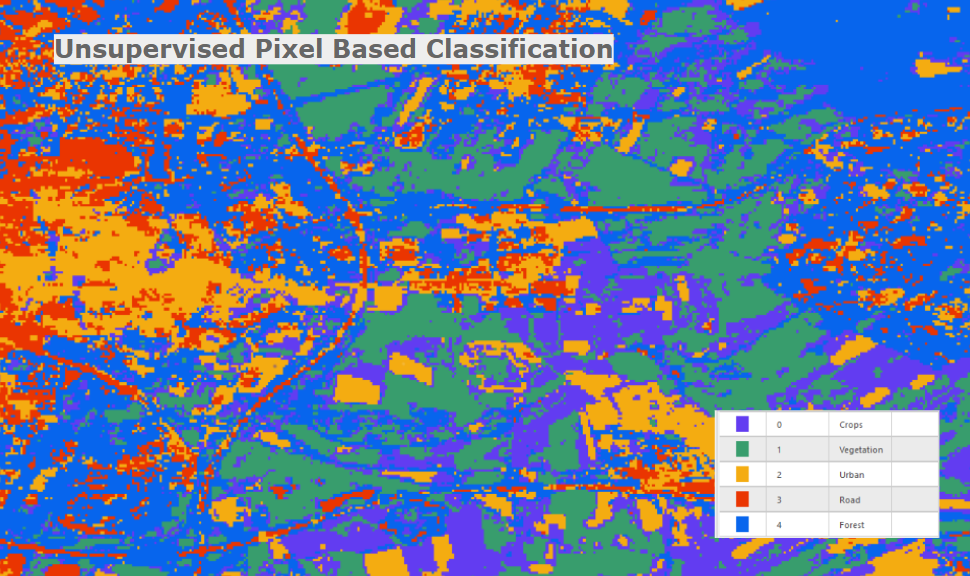 Unsupervised Pixel Based Classification
0 Crops
1 Vegetation
2 Urban
3 Road
4 Forest